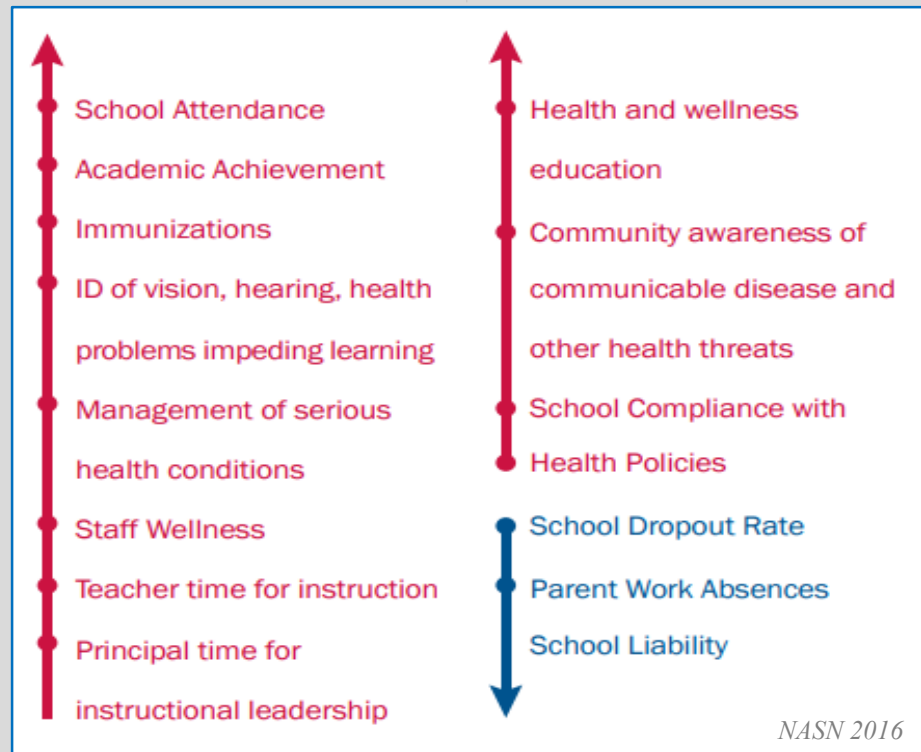 School Attendance
Academic Achievement
Immunizations
ID of vision, hearing, health
problems impeding learning
Management of serious
health conditions
Staff Wellness
Teacher time for instruction
Principal time for
instructional leadership
Health and wellness
education
Community awareness of
communicable disease and
other health threats
School Compliance with
Health Policies
School Dropout Rate
Parent Work Absences
School Liability
NASN 2016